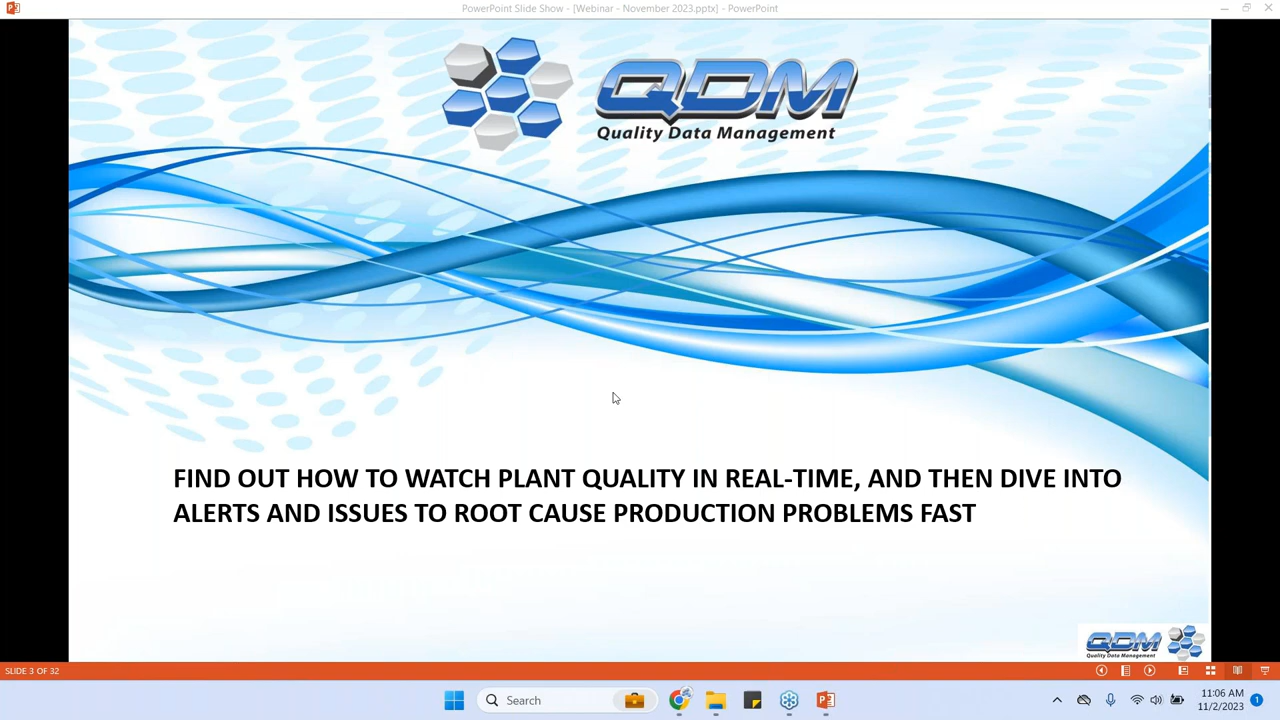 PowerPoint Slide Show - [Webinar - November 2023.pptx] - PowerPoint
QDM
Quality Data Management
FIND OUT HOW TO WATCH PLANT QUALITY IN REAL-TIME, AND THEN DIVE INTO
ALERTS AND ISSUES TO ROOT CAUSE PRODUCTION PROBLEMS FAST
QDM
Quality Data Management
SLIDE 3 OF 32
Search
11:06 AM
11/2/2023
1